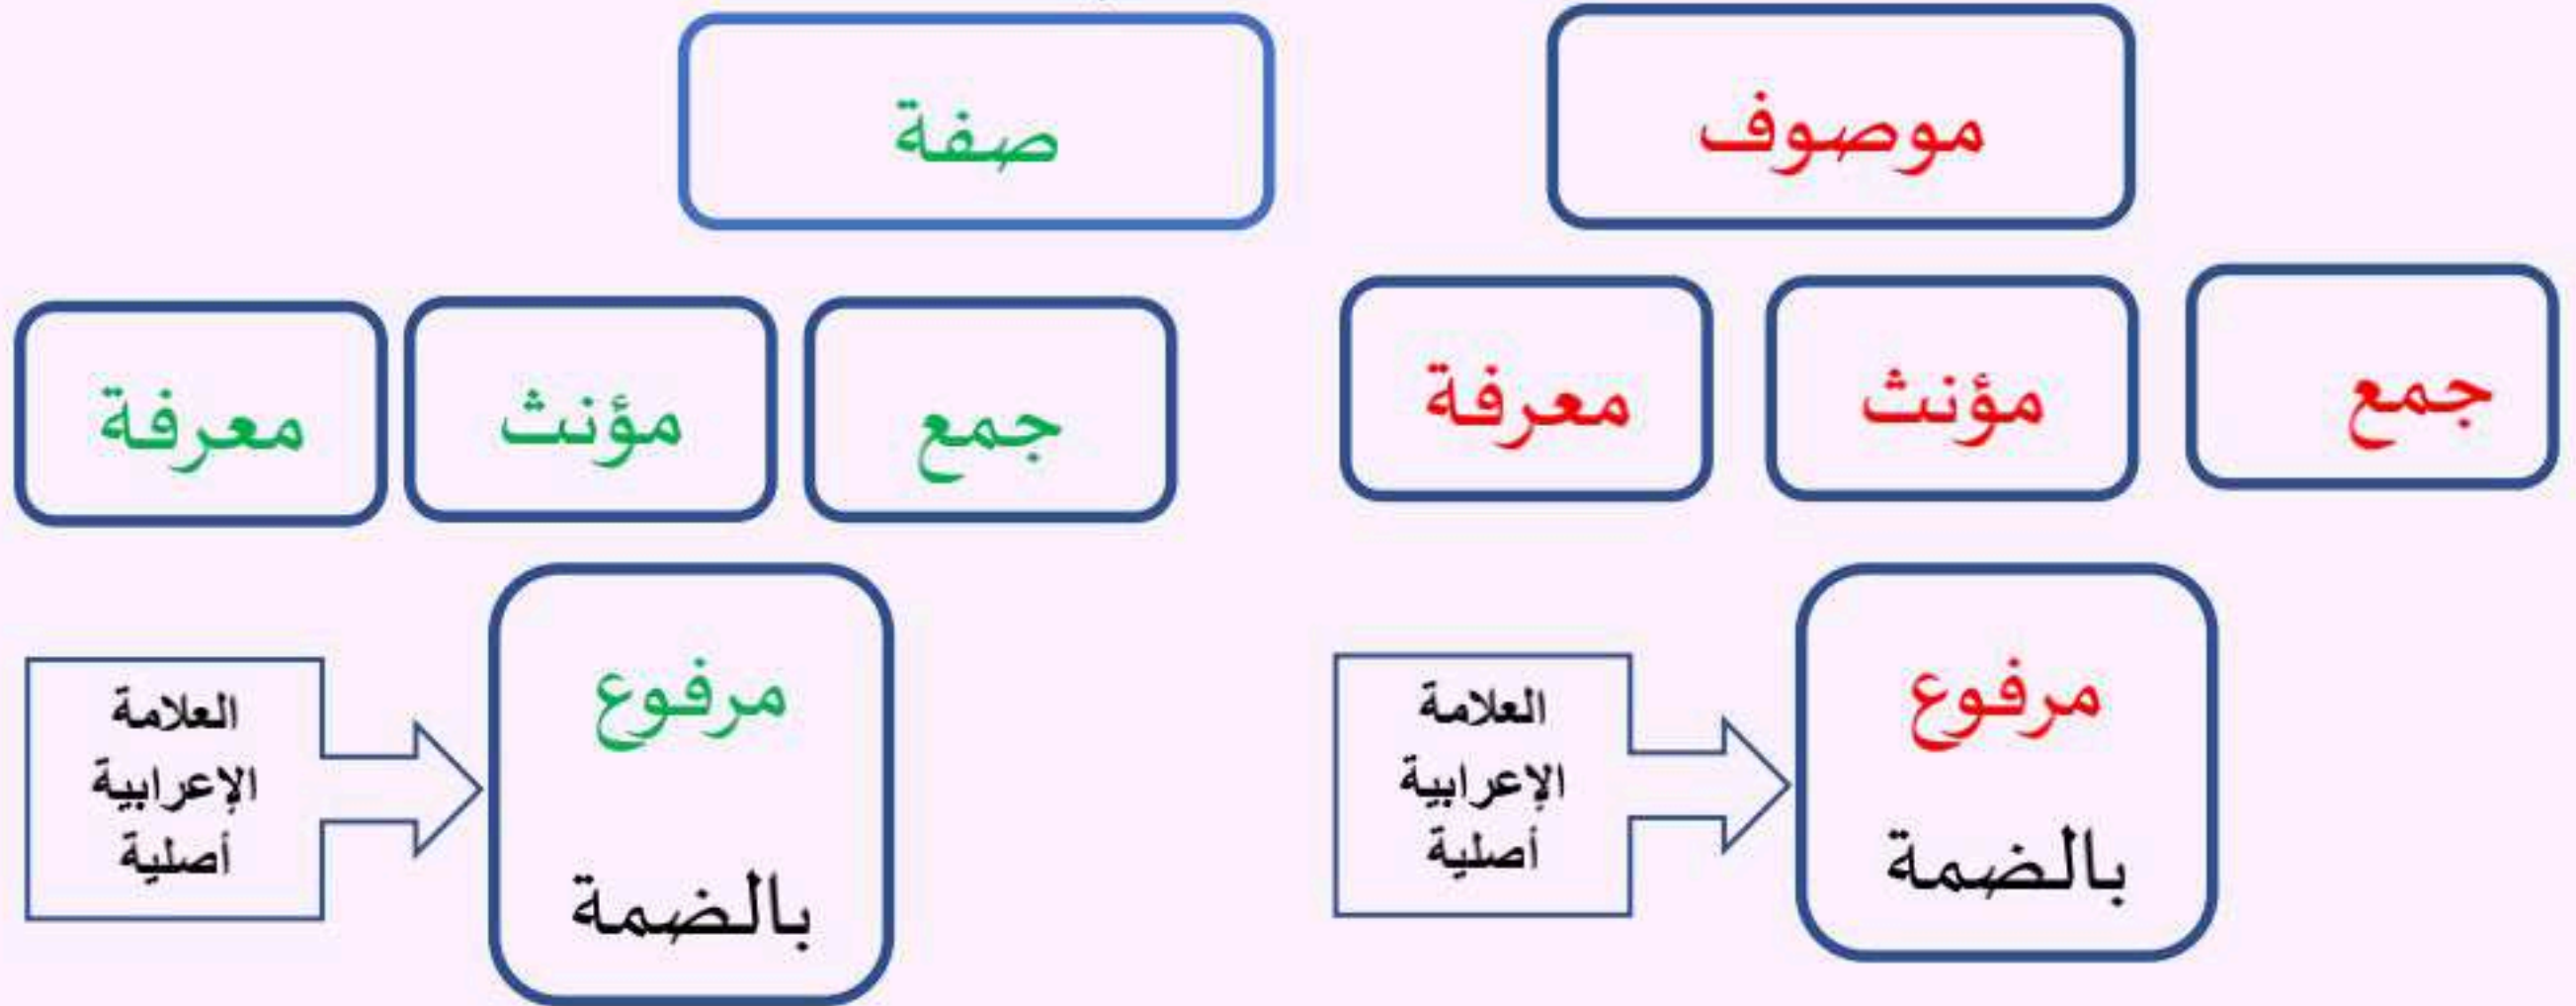 موصوف
صفة
جمع
مؤنث
معرفة
جمع
مؤنث
معرفة
مرفوع
بالضمة
العلامة
الإعرابية
أصلية
مرفوع
بالضمة
العلامة
الإعرابية
أصلية